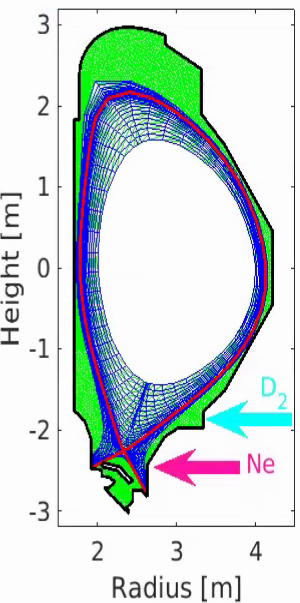 3
2
1
0
-1
-2
-3
Height [m]
D₂
Ne
2 3 4
Radius [m]